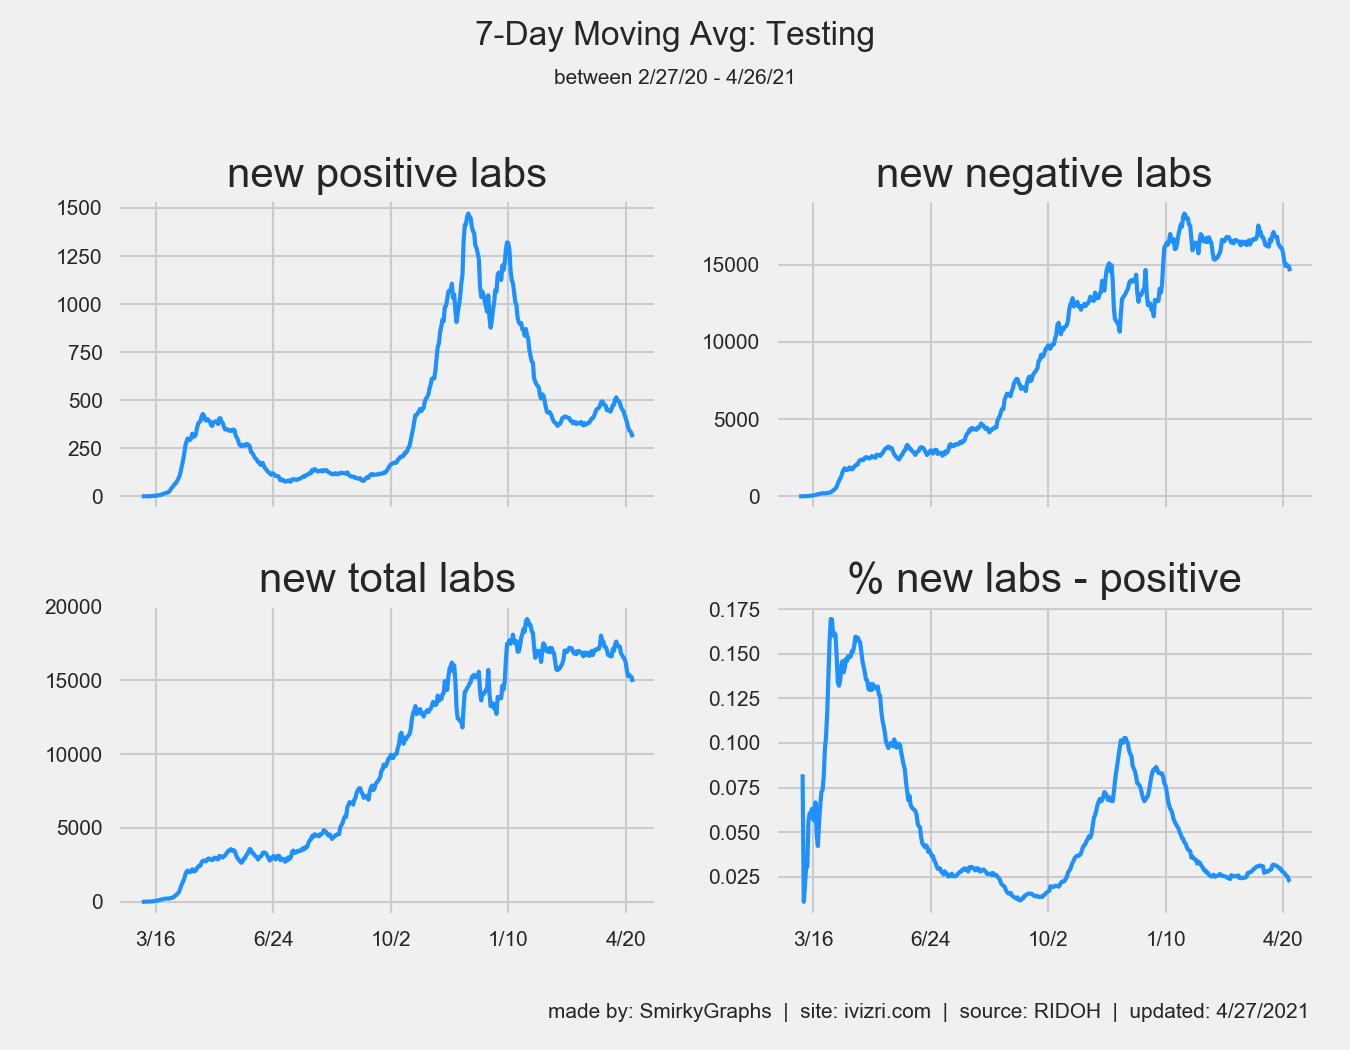 7-Day Moving Avg: Testing
between 2/27/20 - 4/26/21
new positive labs
1500
1250
1000
750
500
250
0
new negative labs
15000
10000
5000
0
new total labs
20000
15000
10000
5000
0
3/16 6/24 10/2 1/10 4/20
% new labs - positive
0.175
0.150
0.125
0.100
0.075
0.050
0.025
3/16 6/24 10/2 1/10 4/20
made by: SmirkyGraphs | site: ivizri.com | source: RIDOH | updated: 4/27/2021